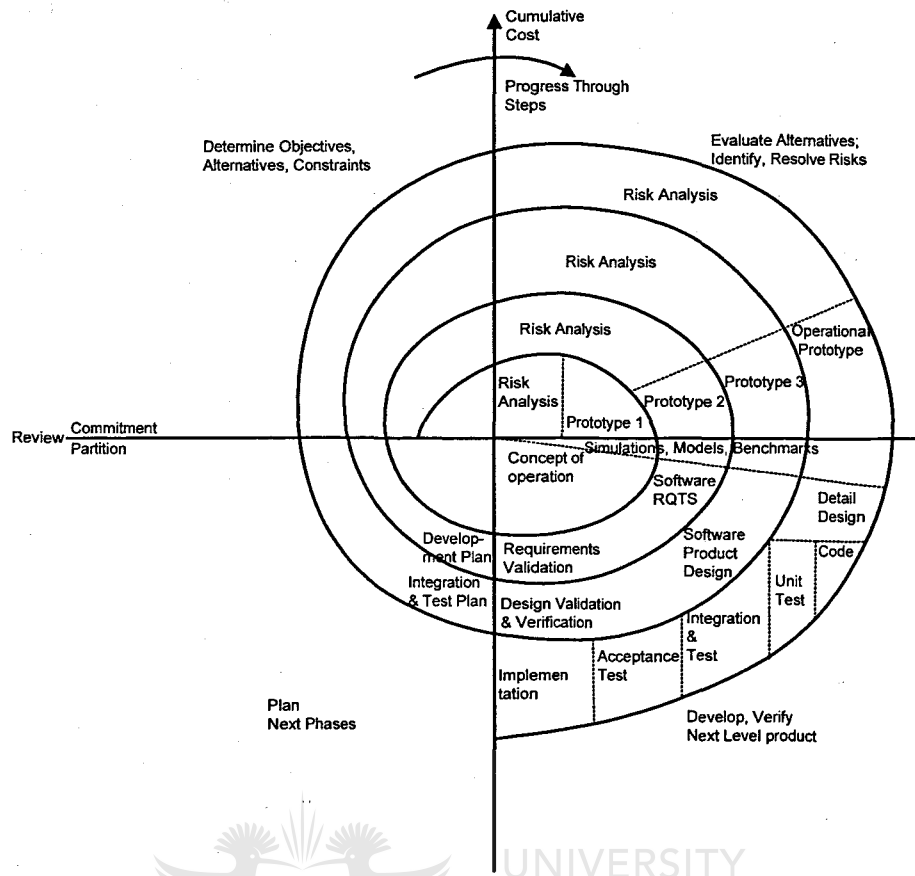 Cumulative
Cost
Progress Through
Steps
Determine Objectives,
Alternatives, Constraints
Evaluate Alternatives;
Identify, Resolve Risks
Risk Analysis
Risk Analysis
Risk Analysis
Operational
Prototype
Risk
Analysis
Prototype 1
Prototype 2
Prototype 3
Review
Commitment
Partition
Simulations, Models, Benchmarks
Concept of
operation
Software
RQTS
Detail
Design
Develop-
ment Plan
Requirements
Validation
Software
Product
Design
Code
Unit
Test
Integration
& Test Plan
Design Validation
& Verification
Integration
&
Test
Acceptance
Test
Implemen
tation
Plan
Next Phases
Develop, Verify
Next Level product
UNIVERSITY